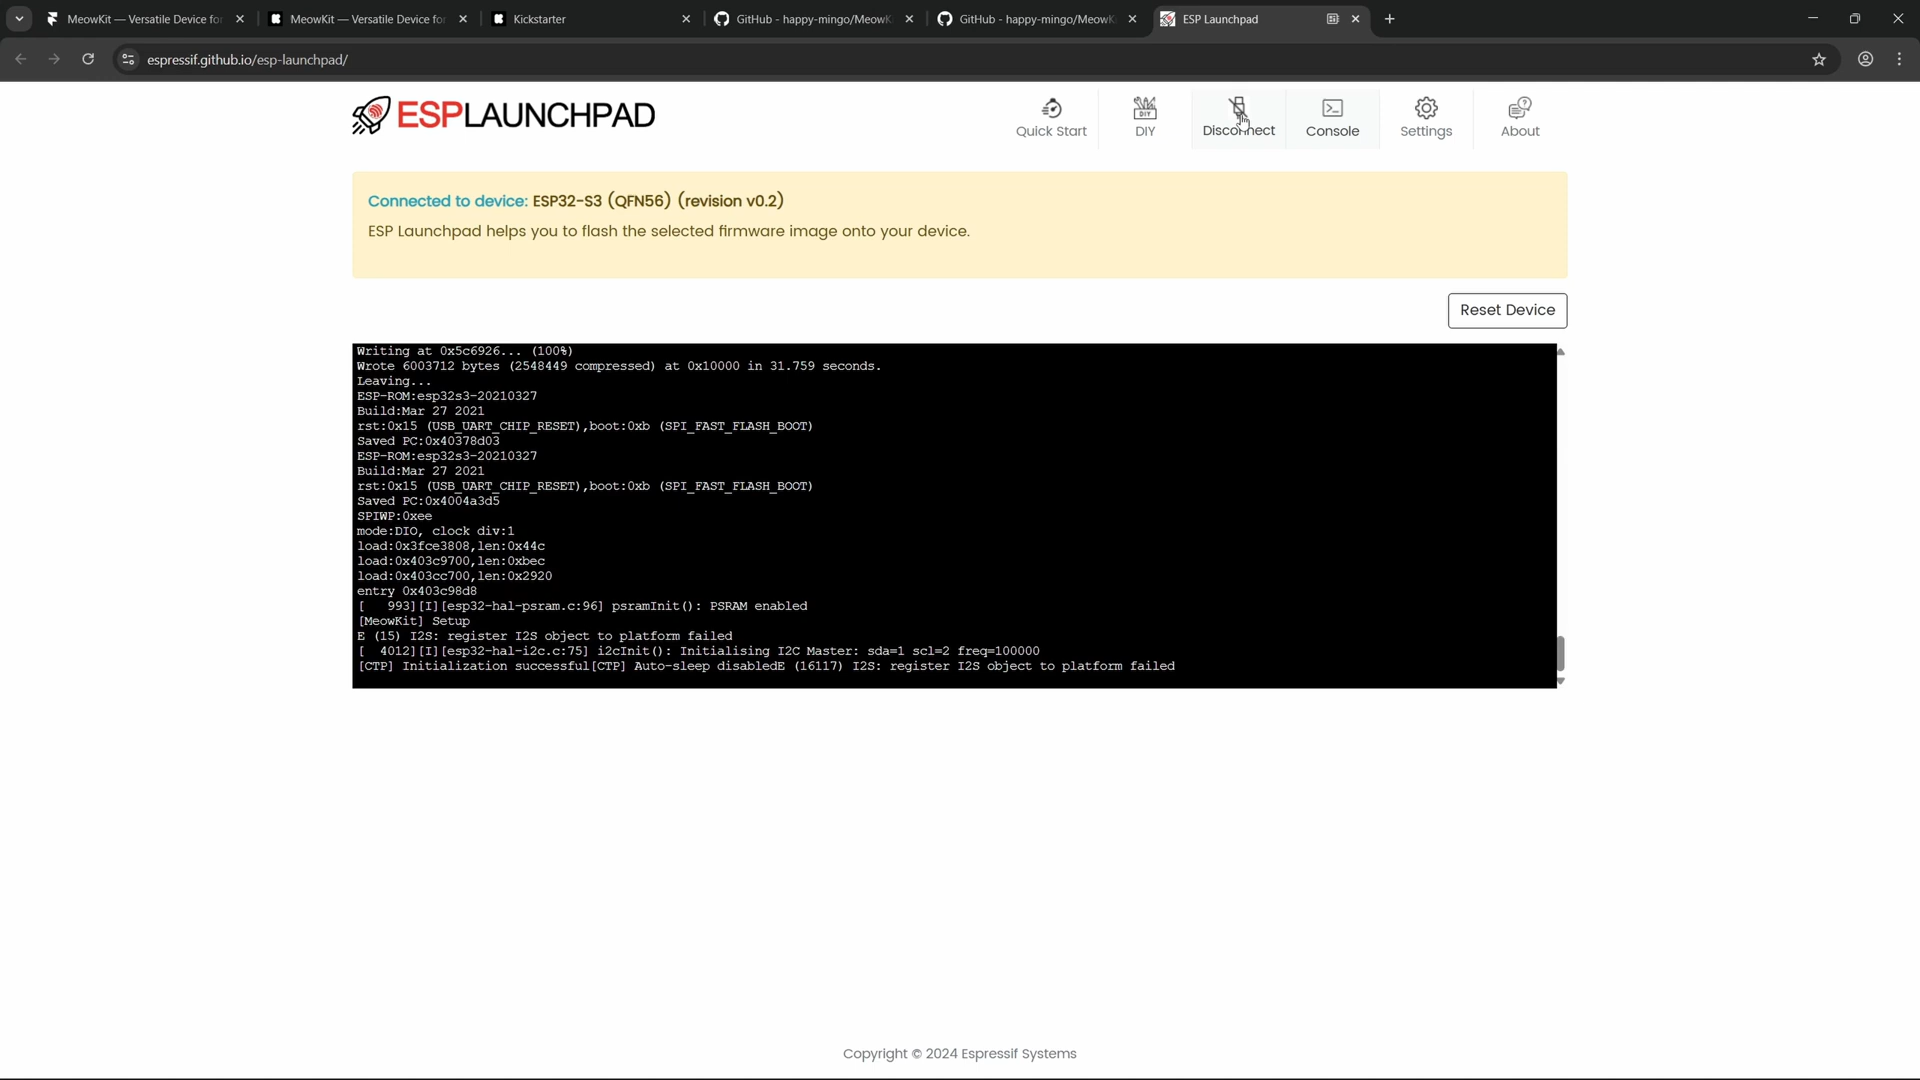 MeowKit — Versatile Device for
MeowKit — Versatile Device for
Kickstarter
GitHub - happy-mingo/MeowK
GitHub - happy-mingo/MeowK
ESP Launchpad
espressif.github.io/esp-launchpad/
ESPLAUNCHPAD
Quick Start
DIY
DIY
Disconnect
Console
Settings
About
Connected to device: ESP32-S3 (QFN56) (revision v0.2)
ESP Launchpad helps you to flash the selected firmware image onto your device.
Reset Device
Writing at 0x5c6926... (100%)
Wrote 6003712 bytes (2548449 compressed) at 0x10000 in 31.759 seconds.
Leaving...
ESP-ROM:esp32s3-20210327
Build:Mar 27 2021
rst:0x15 (USB_UART_CHIP_RESET),boot:0xb (SPI_FAST_FLASH_BOOT)
Saved PC:0x40378d03
ESP-ROM:esp32s3-20210327
Build:Mar 27 2021
rst:0x15 (USB_UART_CHIP_RESET),boot:0xb (SPI_FAST_FLASH_BOOT)
Saved PC:0x4004a3d5
SPIWP:0xee
mode:DIO, clock div:1
load:0x3fce3808,len:0x44c
load:0x403c9700,len:0xbec
load:0x403cc700,len:0x2920
entry 0x403c98d8
[   993][I][esp32-hal-psram.c:96] psramInit(): PSRAM enabled
[MeowKit] Setup
E (15) I2S: register I2S object to platform failed
[  4012][I][esp32-hal-i2c.c:75] i2cInit(): Initialising I2C Master: sda=1 scl=2 freq=100000
[CTP] Initialization successful[CTP] Auto-sleep disabledE (16117) I2S: register I2S object to platform failed
Copyright © 2024 Espressif Systems